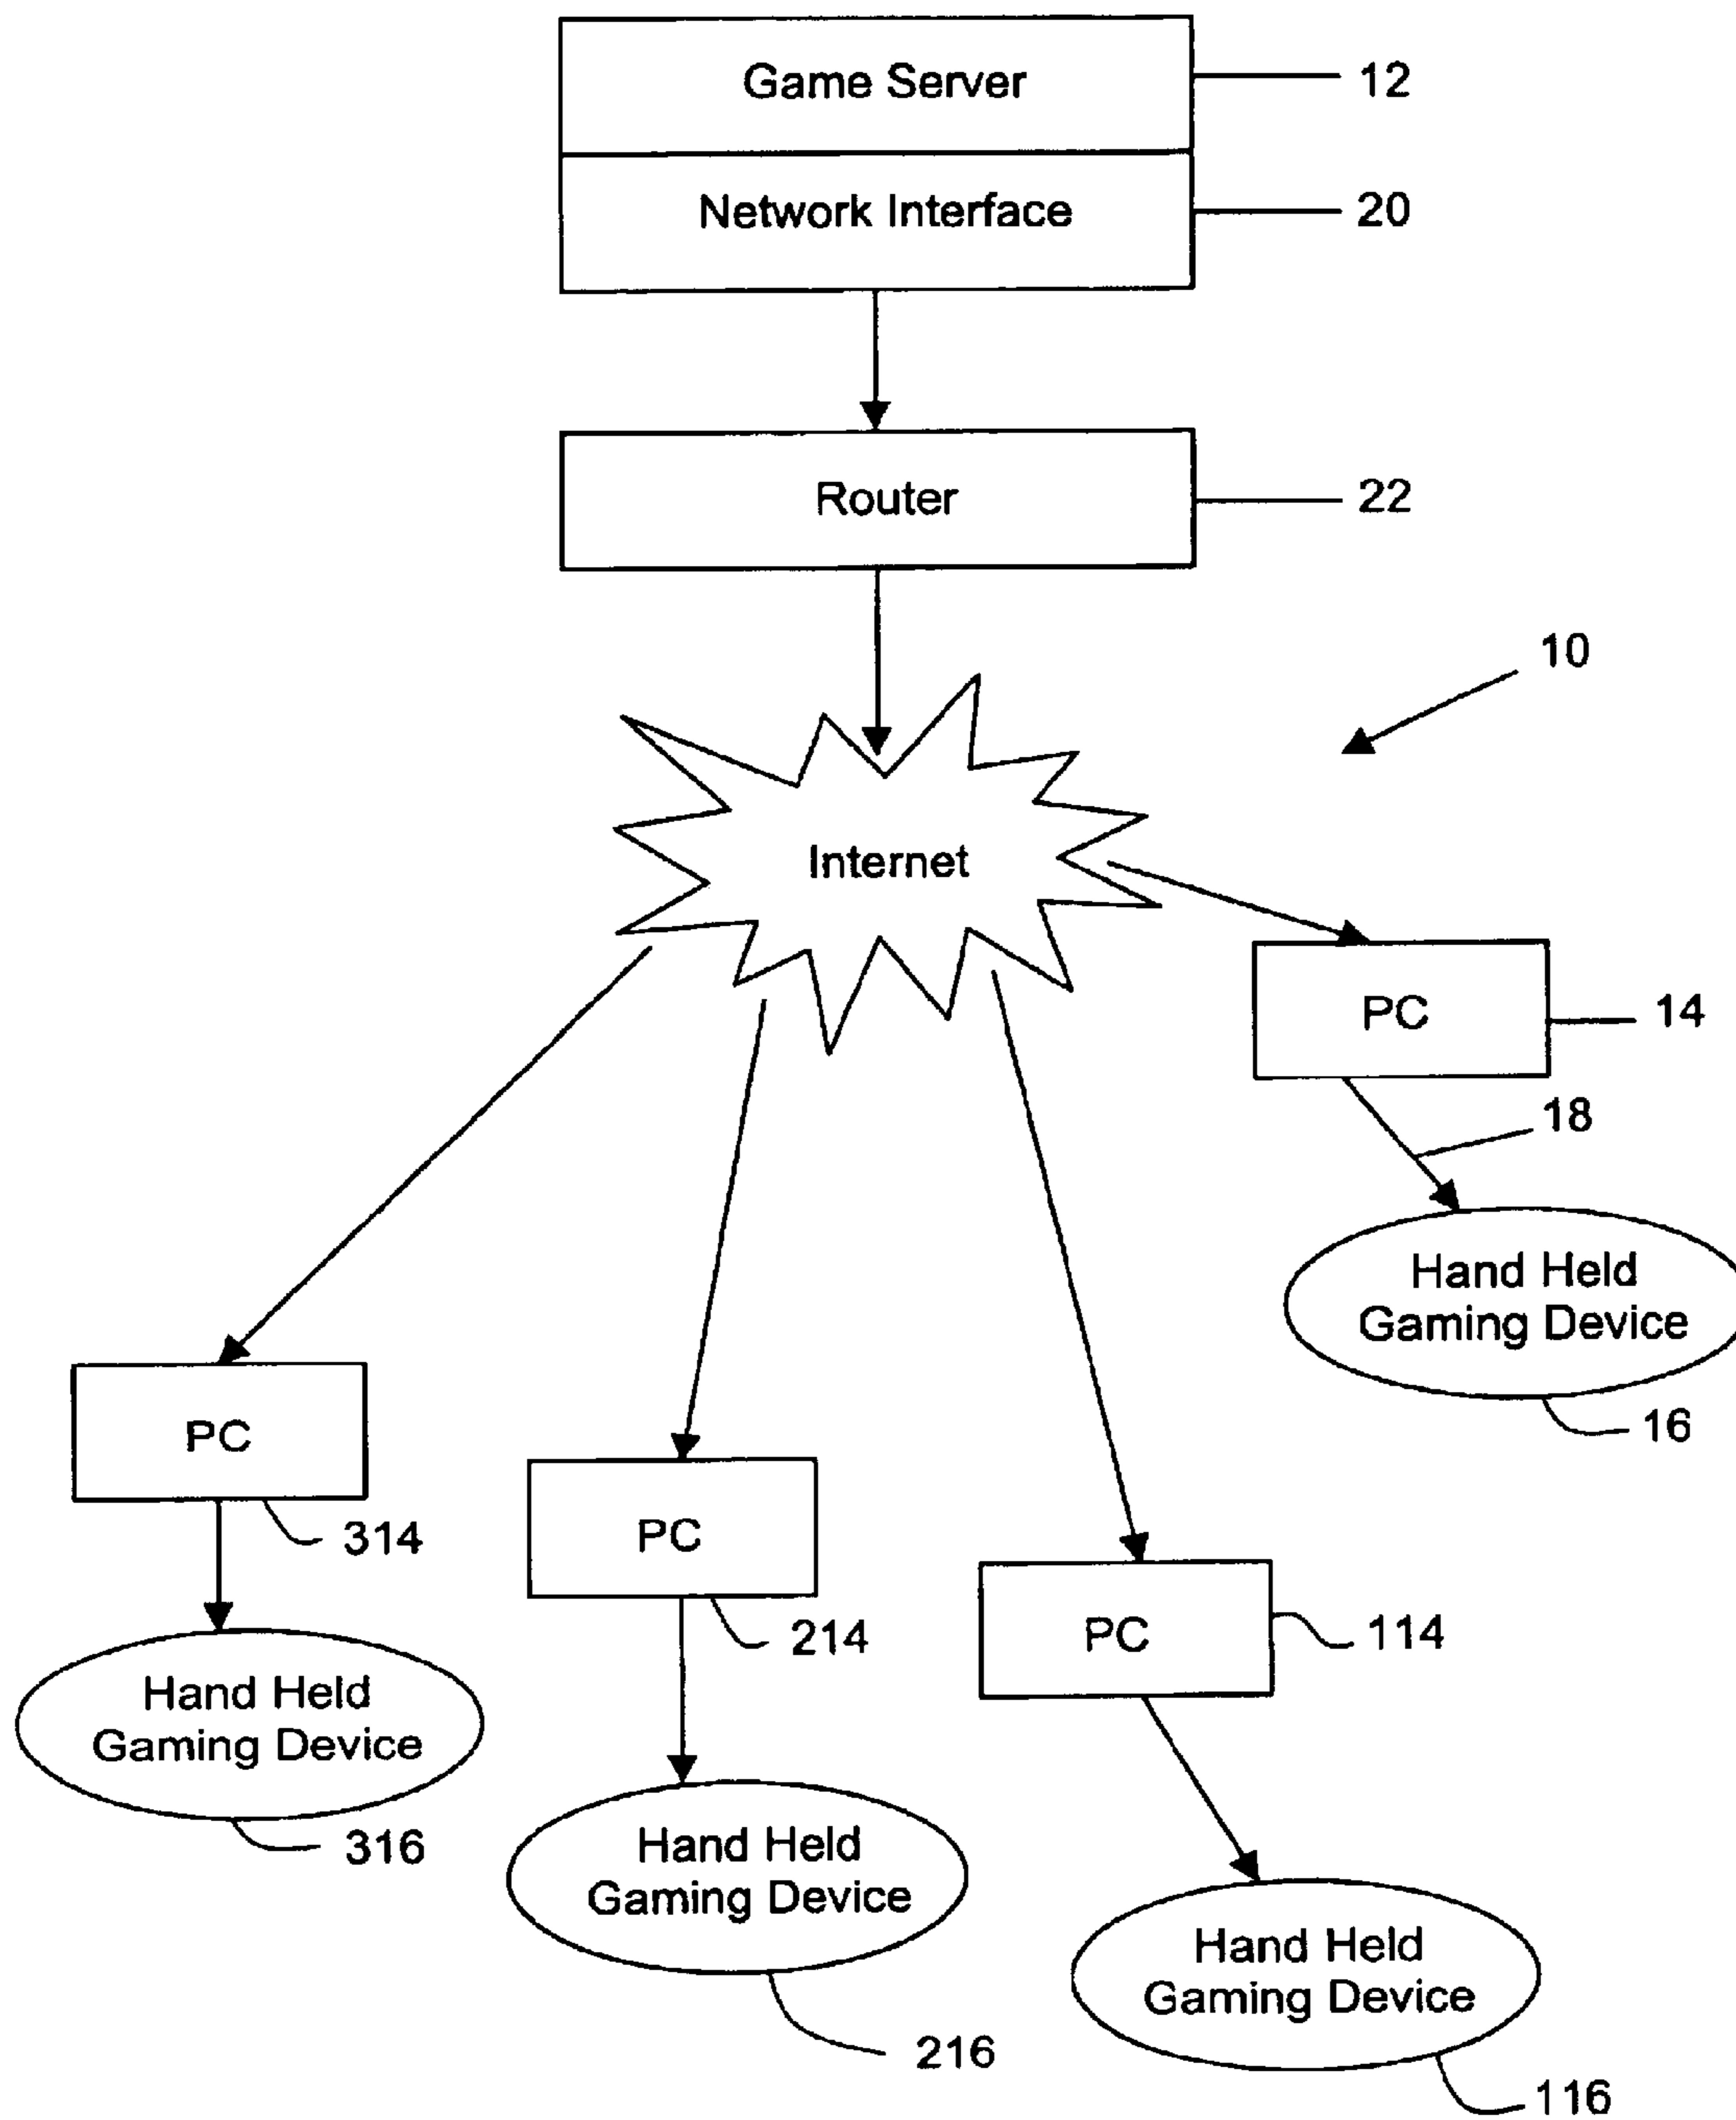 Game Server
12
Network Interface
20
Router
22
10
Internet
PC
14
18
Hand Held
Gaming Device
16
PC
314
PC
214
PC
114
Hand Held
Gaming Device
316
Hand Held
Gaming Device
216
Hand Held
Gaming Device
116